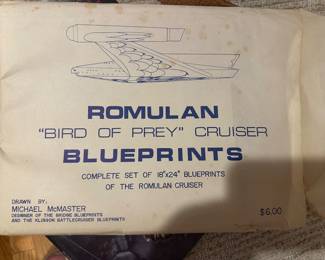 ROMULAN
"BIRD OF PREY" CRUISER
BLUEPRINTS
COMPLETE SET OF 18"x24" BLUEPRINTS
OF THE ROMULAN CRUISER
DRAWN BY:
MICHAEL McMASTER
DESIGNER OF THE BRIDGE BLUEPRINTS
AND THE KLINGON BATTLECRUISER BLUEPRINTS
$6.00